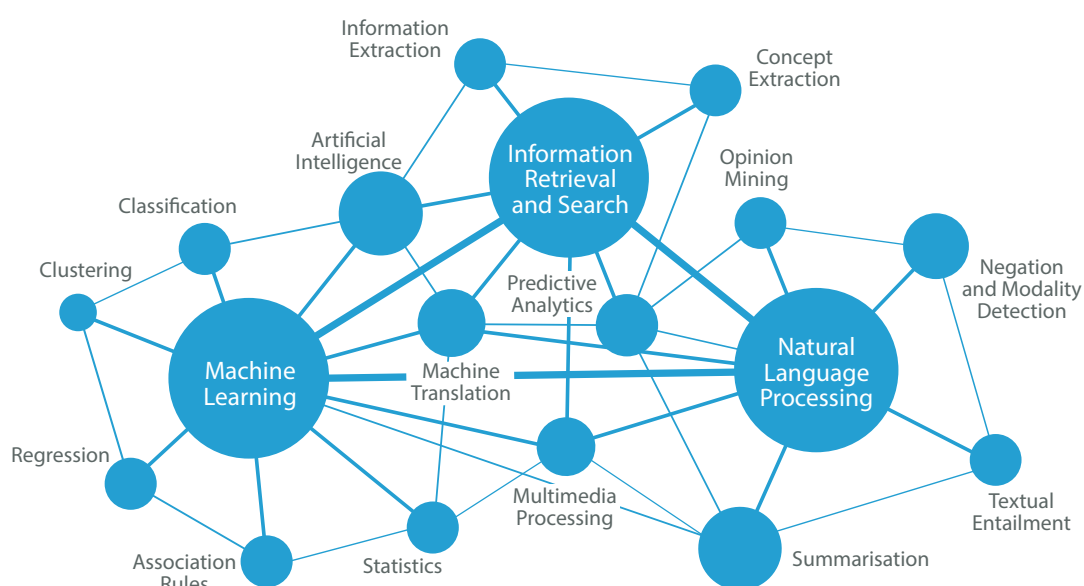 Information
Extraction
Concept
Extraction
Artificial
Intelligence
Information
Retrieval
and Search
Opinion
Mining
Classification
Clustering
Predictive
Analytics
Negation
and Modality
Detection
Machine
Learning
Machine
Translation
Natural
Language
Processing
Regression
Multimedia
Processing
Textual
Entailment
Association
Rules
Statistics
Summarisation